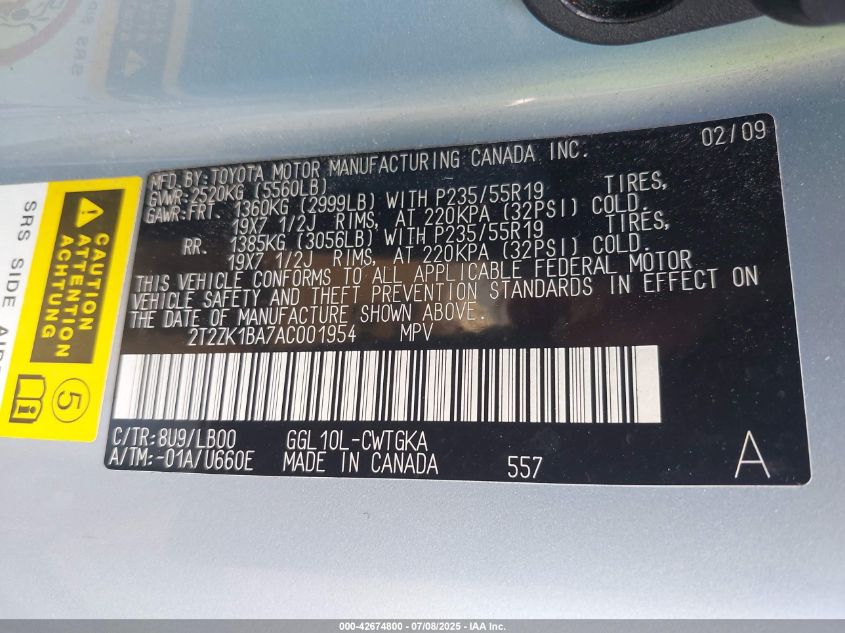 02/09
MFD.BY:TOYOTA MOTOR MANUFACTURING CANADA INC.
GVWR:2520KG (5560LB)
GAWR:FRT. 1360KG (2999LB) WITH P235/55R19 TIRES,
19X7 1/2J RIMS, AT 220KPA (32PSI) COLD.
RR. 1385KG (3056LB) WITH P235/55R19 TIRES,
19X7 1/2J RIMS, AT 220KPA (32PSI) COLD.
THIS VEHICLE CONFORMS TO ALL APPLICABLE FEDERAL MOTOR
VEHICLE SAFETY AND THEFT PREVENTION STANDARDS IN EFFECT ON
THE DATE OF MANUFACTURE SHOWN ABOVE.
2T2ZK1BA7AC001954 MPV
C/TR:8U9/LB00 GGL10L-CWTGKA
A/TM:-01A/U660E MADE IN CANADA 557 A
SRS SIDE
CAUTION
ATTENTION
ACHTUNG
5
000-42674800 / 07/08/2025 - IAA Inc.